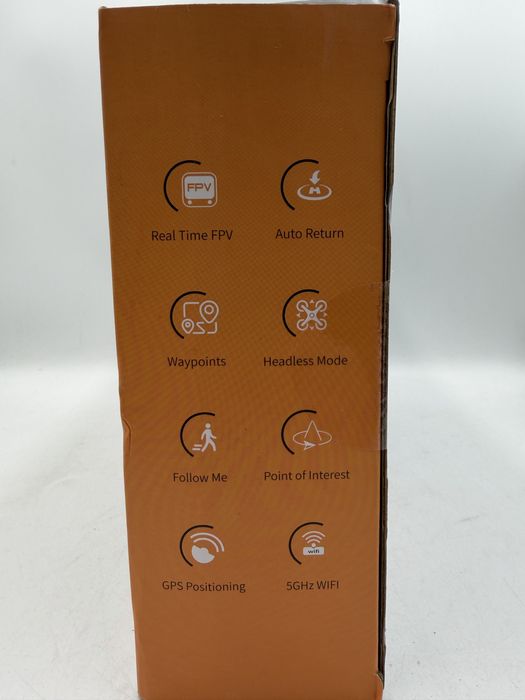 FPV
Real Time FPV
Auto Return
Waypoints
Headless Mode
Follow Me
Point of Interest
wifi
GPS Positioning
5GHz WIFI